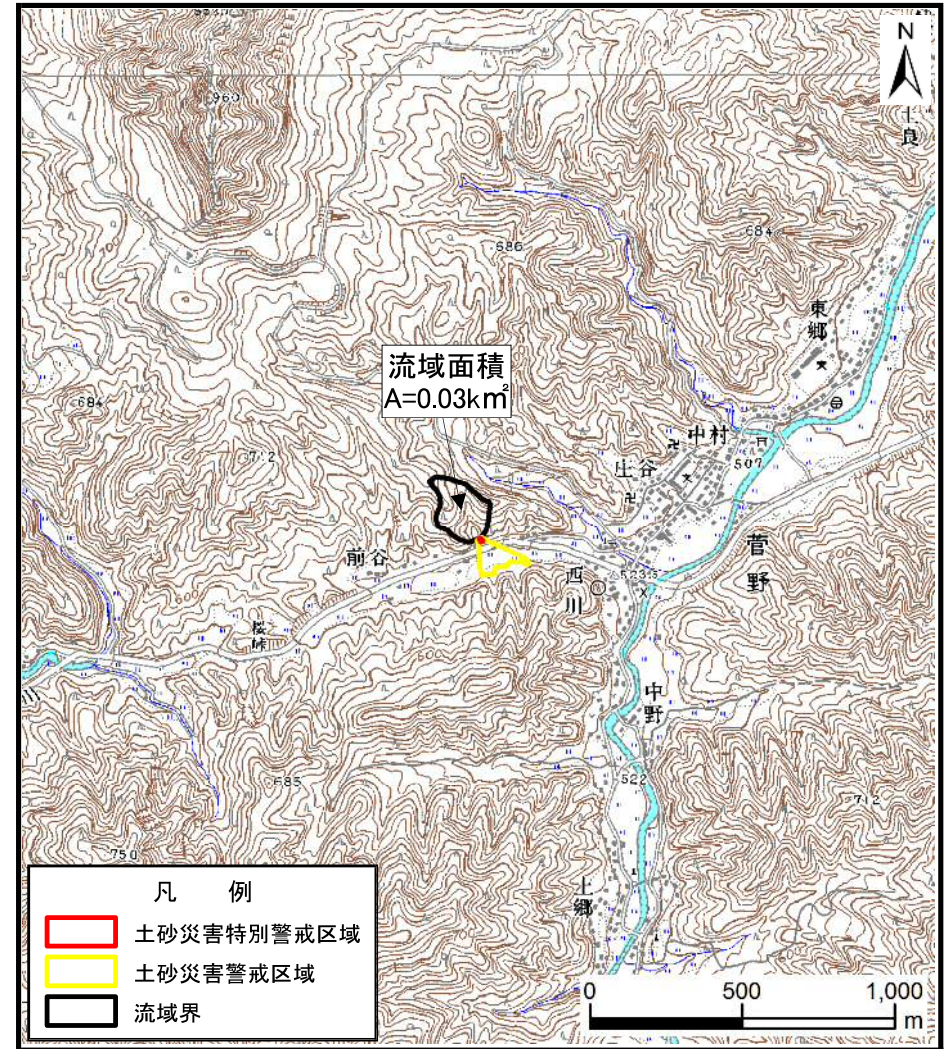 N
960
土良
686
684
東郷
流域面積
A=0.03km²
684
中村
庄谷
507
712
菅野
前谷
西川
523.5
桜峠
中野
685
522
712
750
上郷
凡 例
土砂災害特別警戒区域
土砂災害警戒区域
流域界
0 500 1,000
m